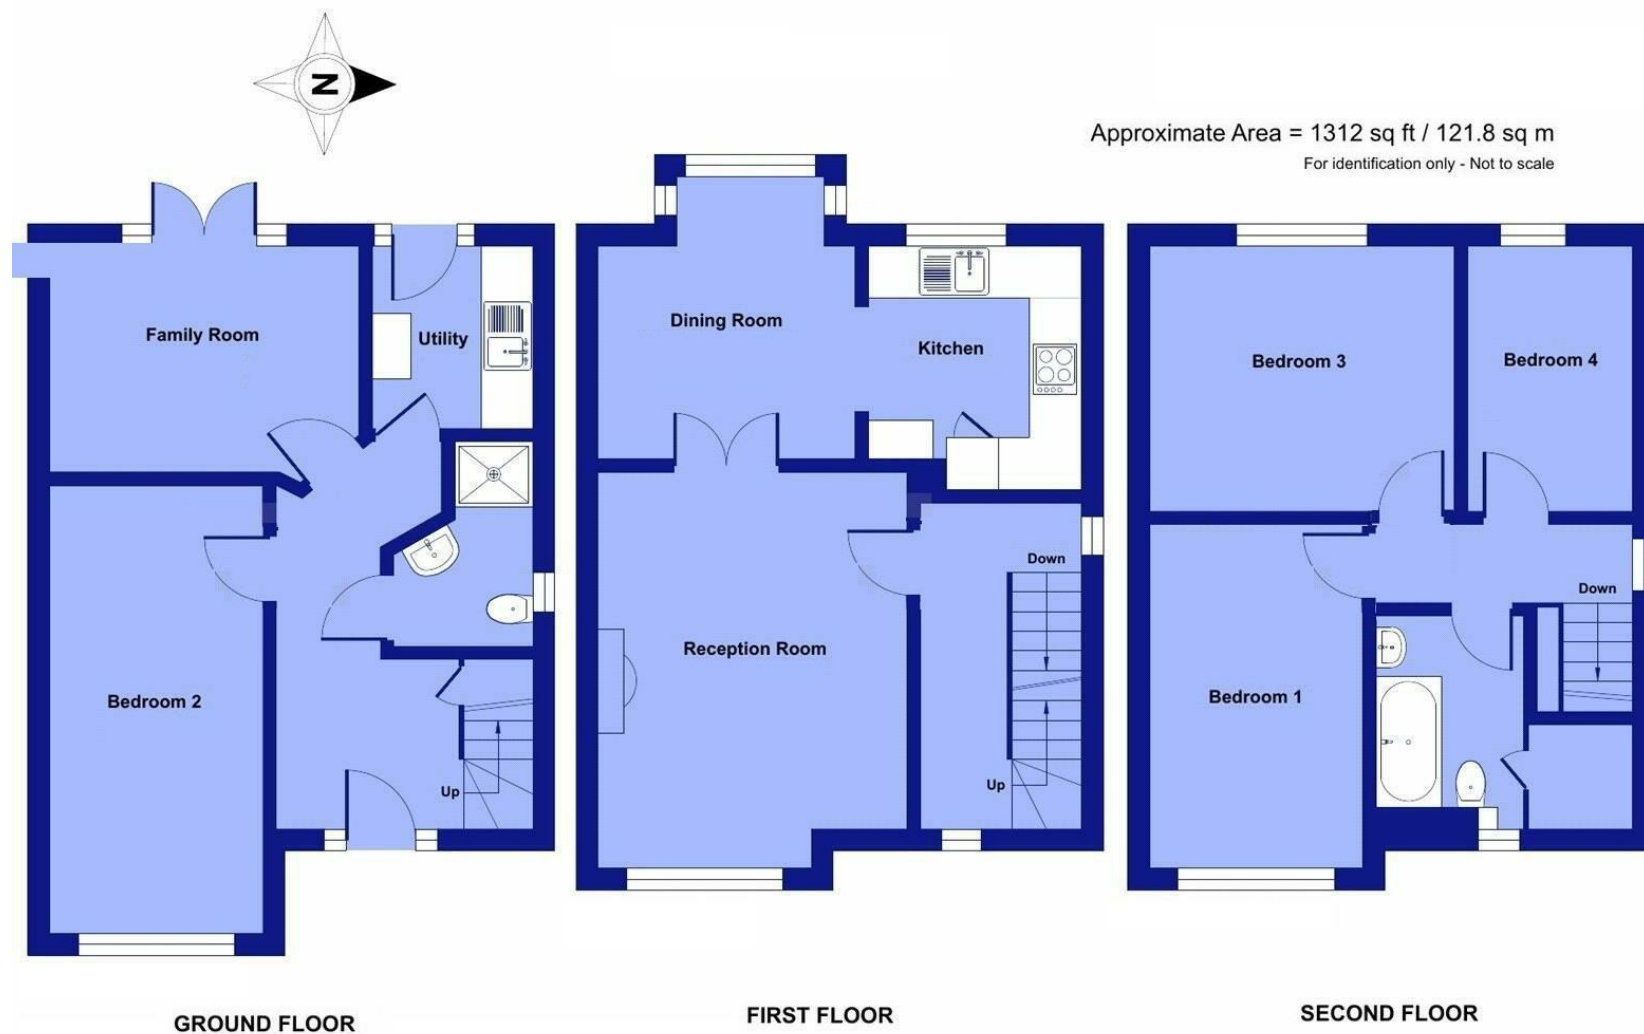 N
Approximate Area = 1312 sq ft / 121.8 sq m
For identification only - Not to scale
Family Room
Utility
Bedroom 2
Up
GROUND FLOOR
Dining Room
Kitchen
Reception Room
Down
Up
FIRST FLOOR
Bedroom 3
Bedroom 4
Down
Bedroom 1
SECOND FLOOR